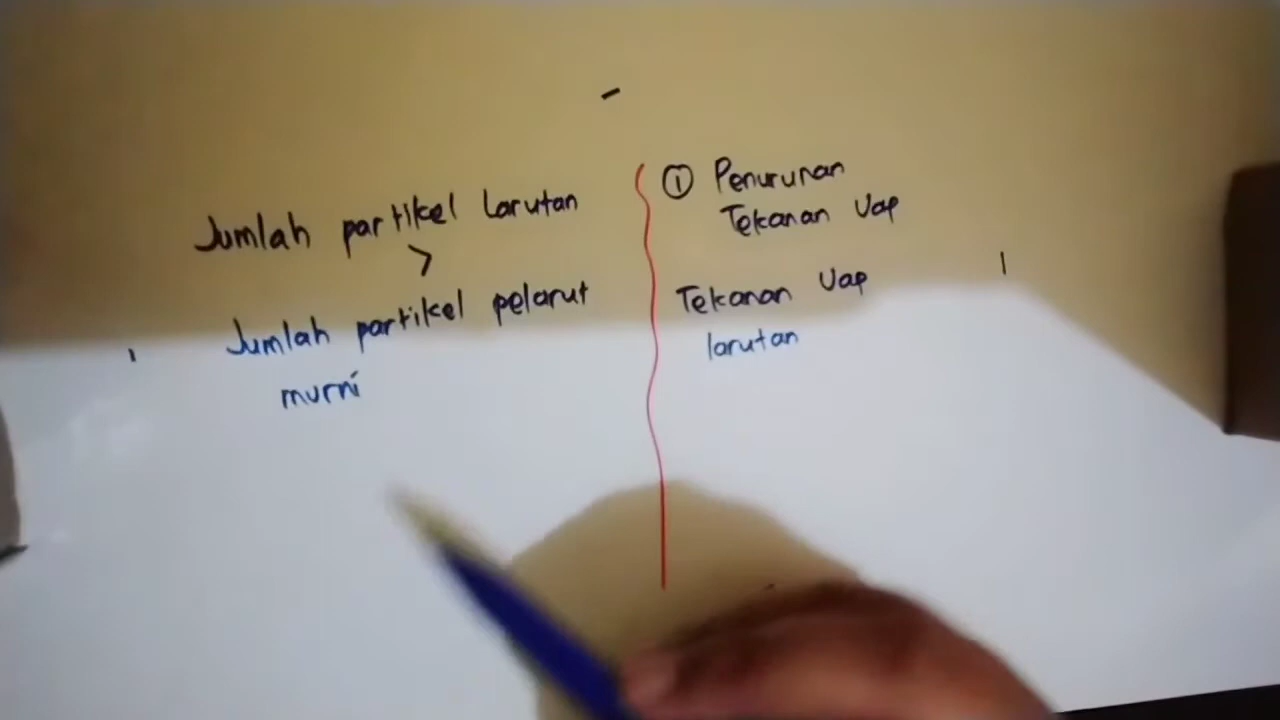 Jumlah partikel Larutan
>
Jumlah partikel pelarut
murni
① Penurunan
Tekanan Uap
Tekanan Uap
larutan